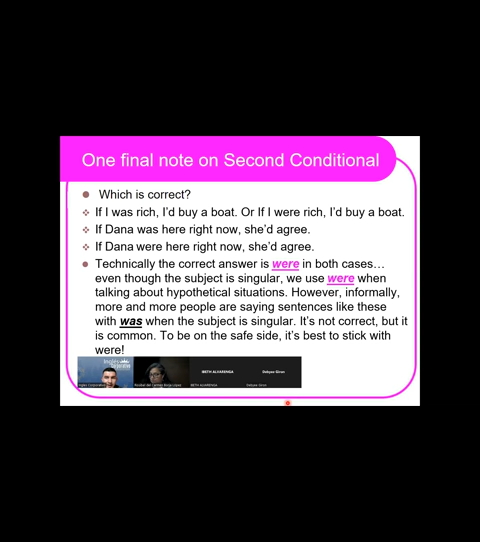 One final note on Second Conditional
Which is correct?
If I was rich, I'd buy a boat. Or If I were rich, I'd buy a boat.
If Dana was here right now, she'd agree.
If Dana were here right now, she'd agree.
Technically the correct answer is were in both cases…
even though the subject is singular, we use were when
talking about hypothetical situations. However, informally,
more and more people are saying sentences like these
with was when the subject is singular. It's not correct, but it
is common. To be on the safe side, it's best to stick with
were!
IBETH ALVARENGA
IBETH ALVARENGA